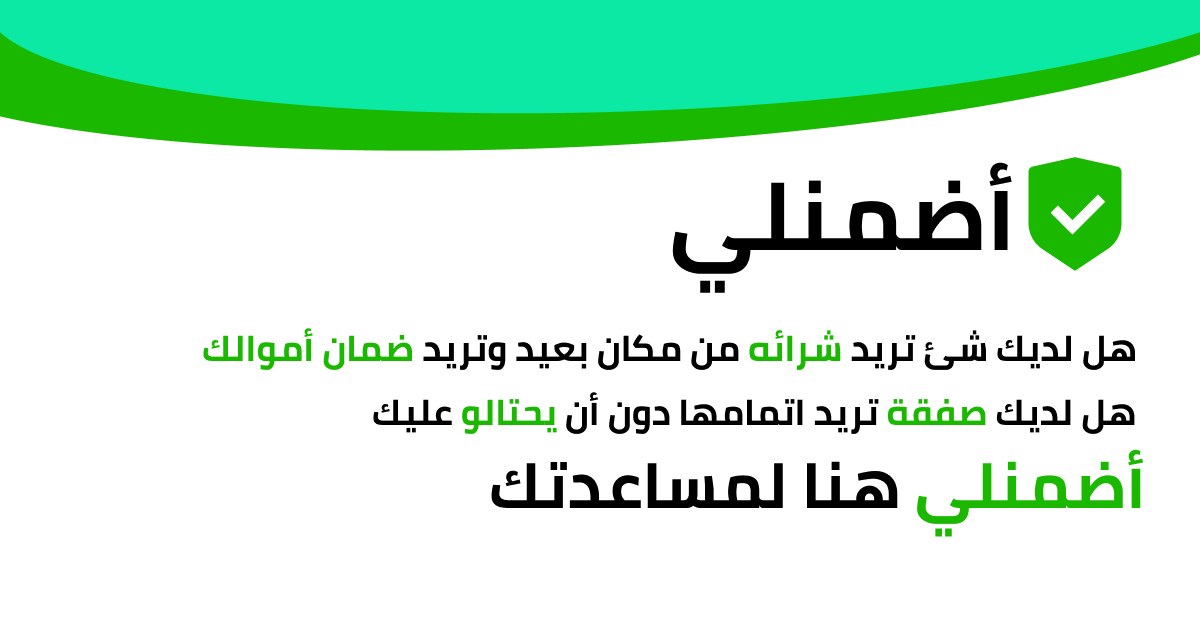 أضمنلي
هل لديك شئ تريد شرائه من مكان بعيد وتريد ضمان أموالك
هل لديك صفقة تريد اتمامها دون أن يحتالو عليك
أضمنلي هنا لمساعدتك